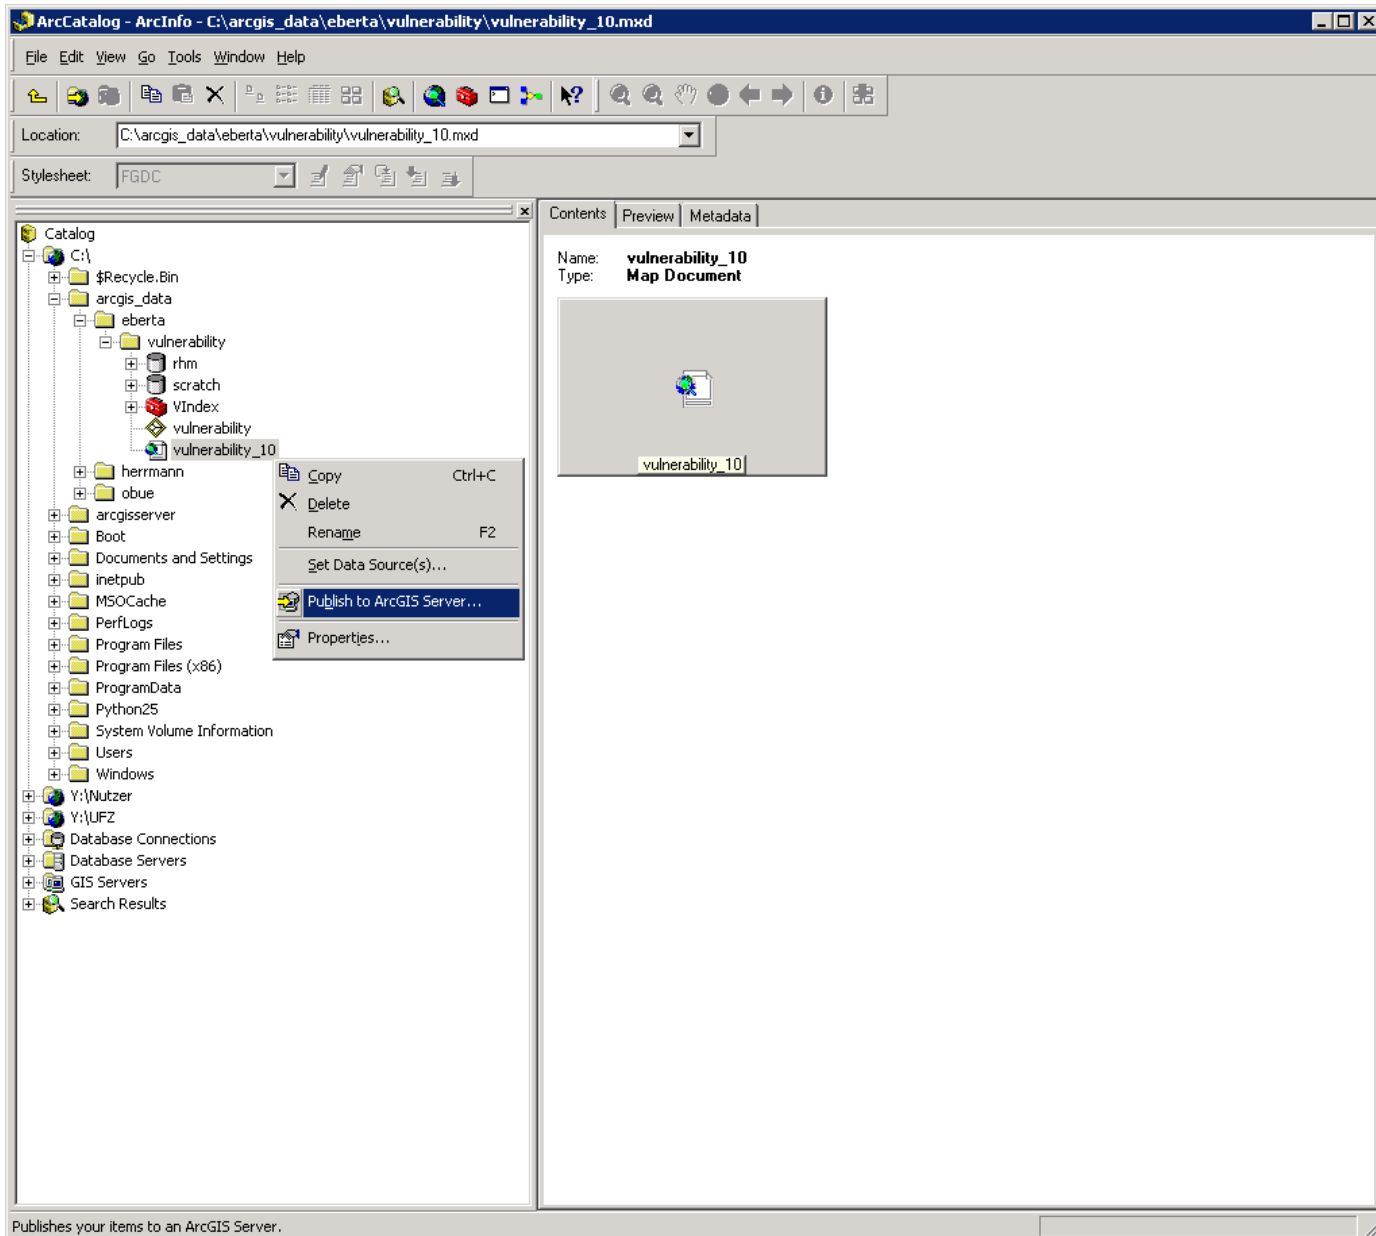 ArcCatalog - ArcInfo - C:\arcgis_data\eberta\vulnerability\vulnerability_10.mxd
File Edit View Go Tools Window Help
Location: C:\arcgis_data\eberta\vulnerability\vulnerability_10.mxd
Stylesheet: FGDC
Contents Preview Metadata
Catalog
C:\
$Recycle.Bin
arcgis_data
eberta
vulnerability
rhm
scratch
VIndex
vulnerability
vulnerability_10
herrmann
obue
arcgisserver
Boot
Documents and Settings
inetpub
MSOCache
PerfLogs
Program Files
Program Files (x86)
ProgramData
Python25
System Volume Information
Users
Windows
Y:\Nutzer
Y:\UFZ
Database Connections
Database Servers
GIS Servers
Search Results
Copy Ctrl+C
Delete
Rename F2
Set Data Source(s)...
Publish to ArcGIS Server...
Properties...
Name: vulnerability_10
Type: Map Document
vulnerability_10
Publishes your items to an ArcGIS Server.